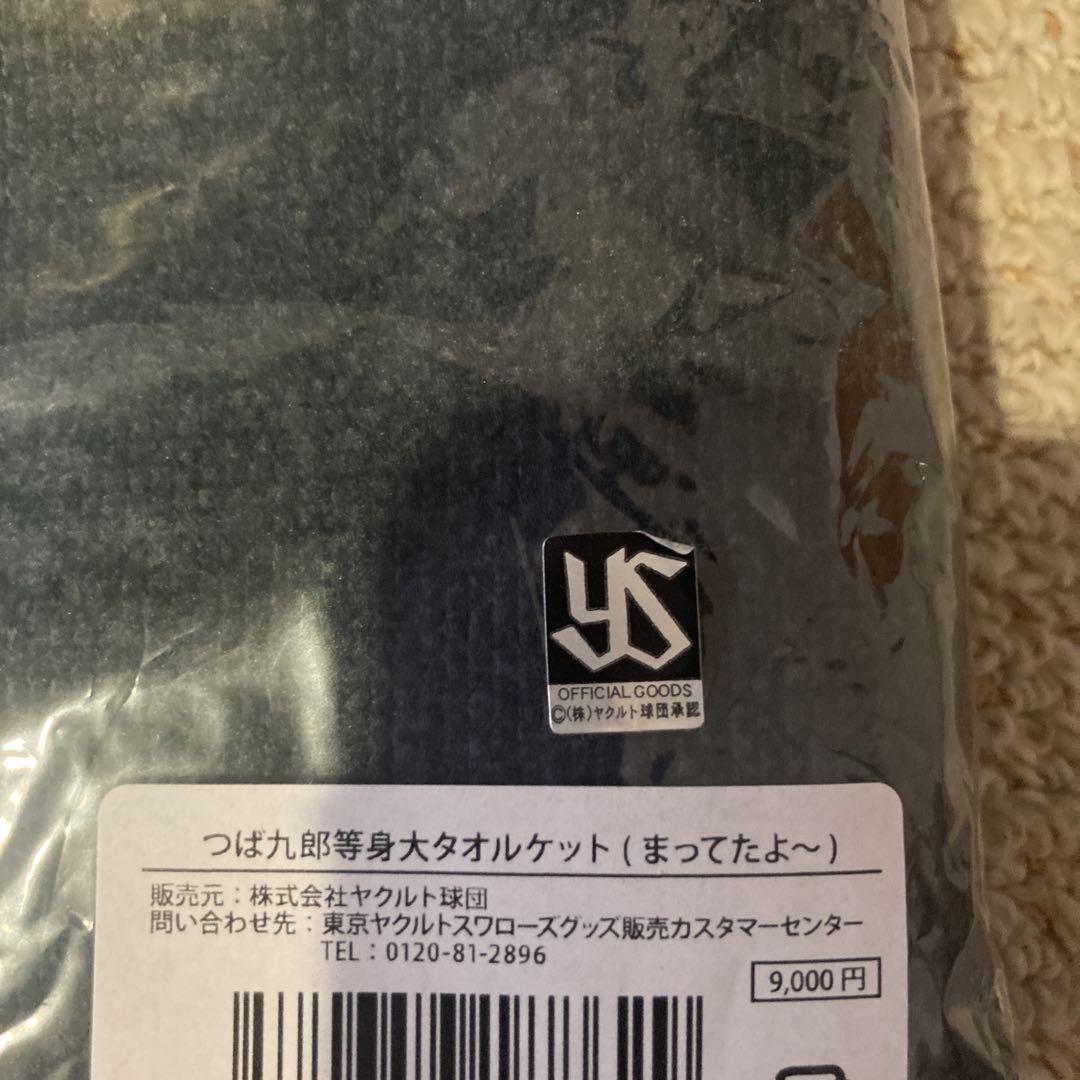 YS
OFFICIAL GOODS
©(株)ヤクルト球団承認
つば九郎等身大タオルケット(まってたよ～)
販売元：株式会社ヤクルト球団
問い合わせ先：東京ヤクルトスワローズグッズ販売カスタマーセンター
TEL：0120-81-2896
9,000円